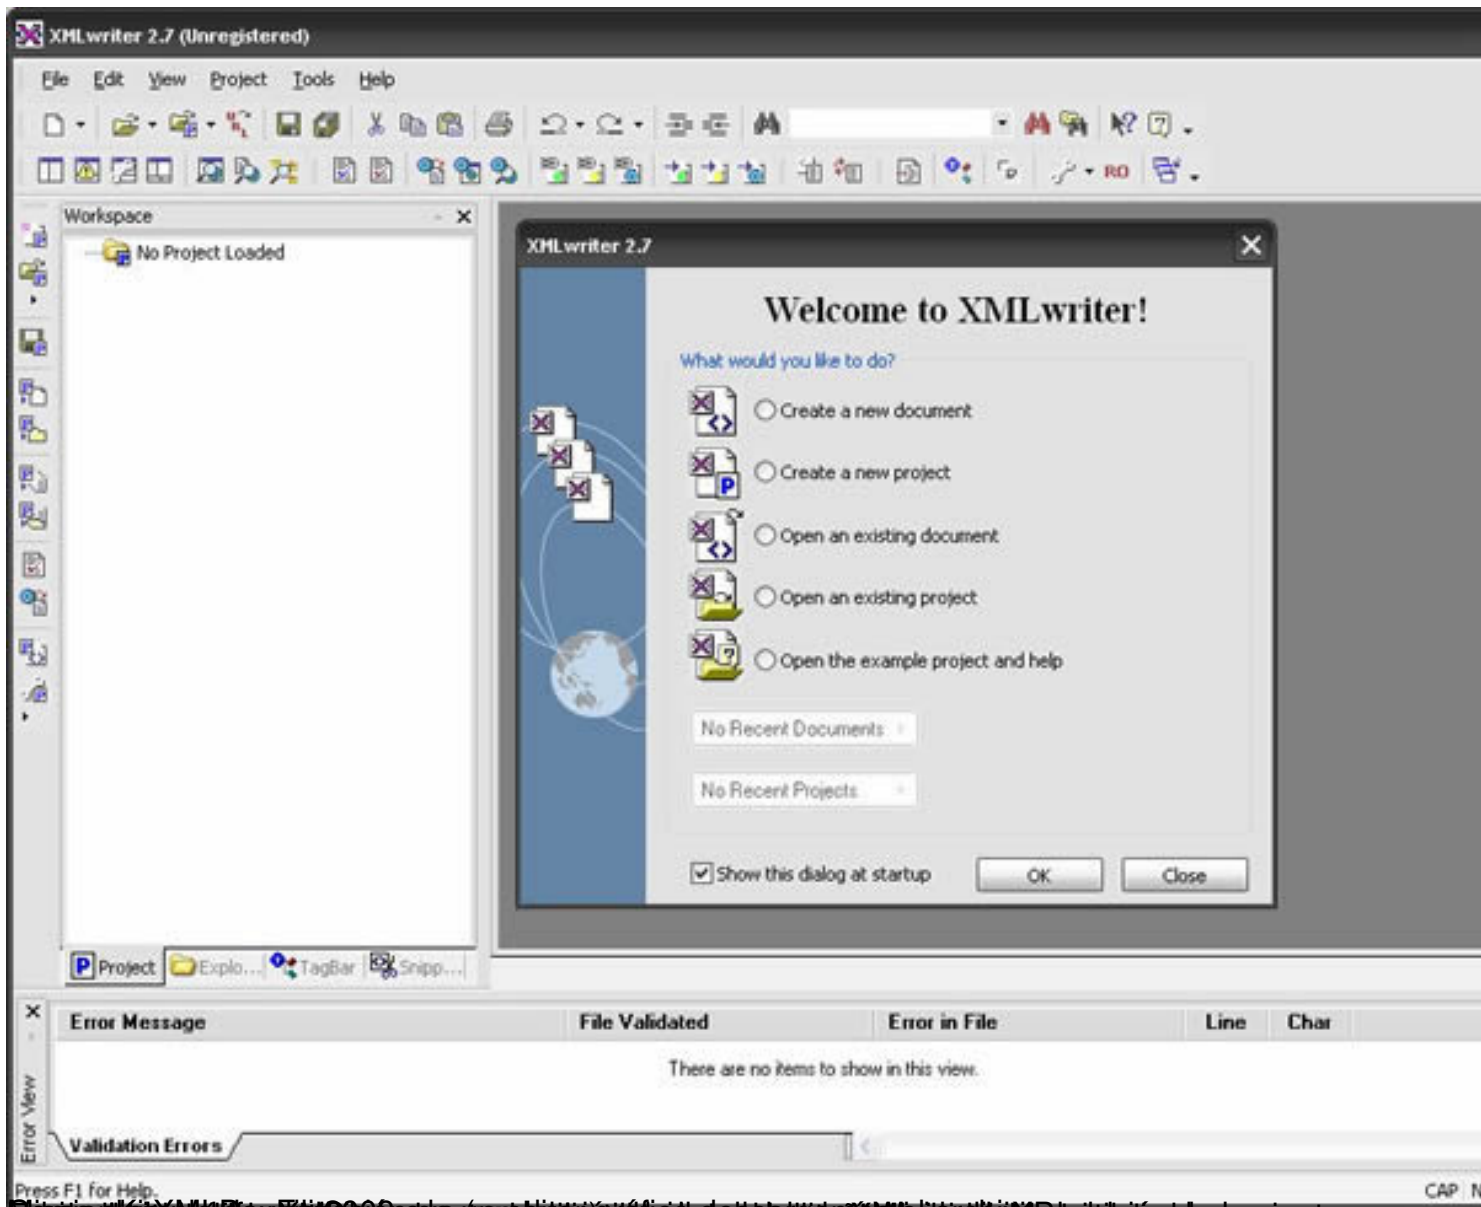 XMLwriter 2.7 (Unregistered)
File Edit View Project Tools Help
RO
Workspace
No Project Loaded
XMLwriter 2.7
Welcome to XMLwriter!
What would you like to do?
Create a new document
Create a new project
Open an existing document
Open an existing project
Open the example project and help
No Recent Documents
No Recent Projects
Show this dialog at startup
OK
Close
Project Explo... TagBar Snipp...
Error Message File Validated Error in File Line Char
There are no items to show in this view.
Error View
Validation Errors
Press F1 for Help.
CAP N